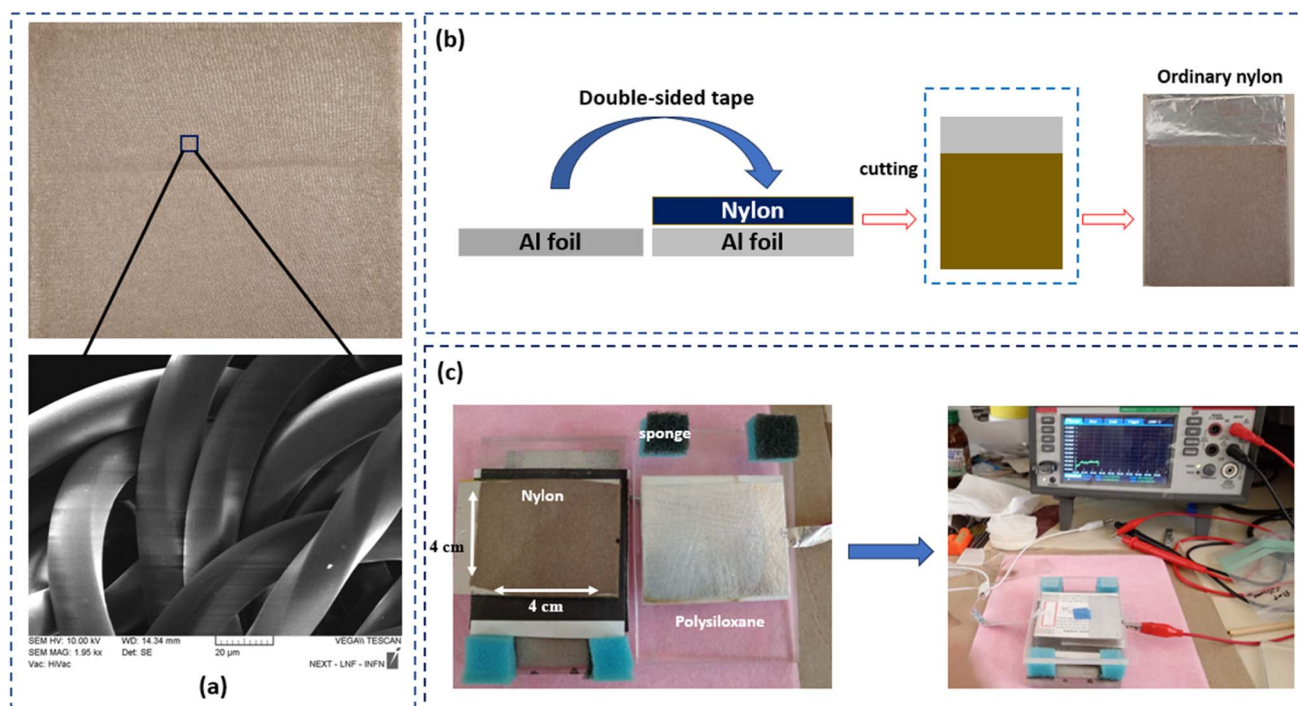 SEM HV: 10.00 kV
WD: 14.34 mm
VEGA\\ TESCAN
SEM MAG: 1.95 kx
Det: SE
20 µm
Vac: HiVac
NEXT - LNF - INFN
(a)
(b)
Double-sided tape
Nylon
Al foil
Al foil
cutting
Ordinary nylon
(c)
sponge
Nylon
4 cm
4 cm
Polysiloxane